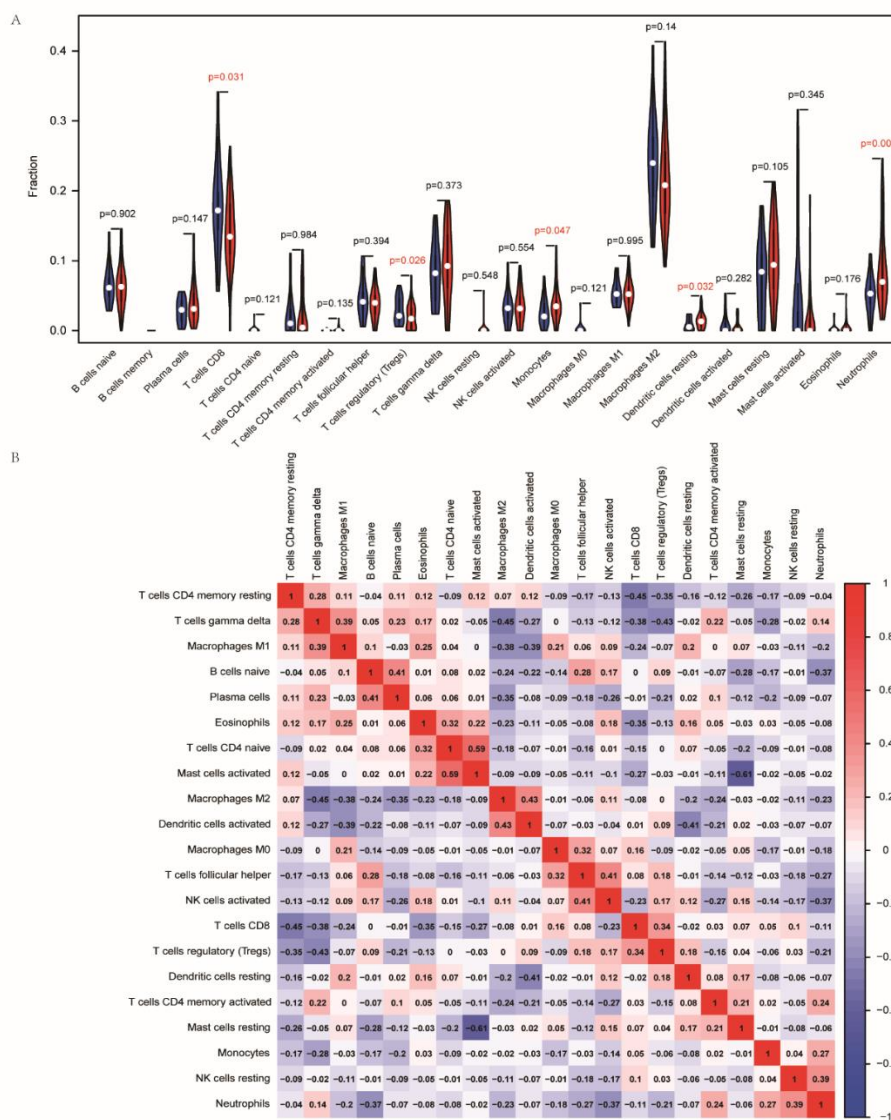 A
Fraction
0.4
0.3
0.2
0.1
0.0
p=0.902
p=0.147
p=0.031
p=0.121
p=0.984
p=0.135
p=0.394
p=0.026
p=0.373
p=0.548
p=0.554
p=0.047
p=0.121
p=0.995
p=0.14
p=0.032
p=0.282
p=0.105
p=0.345
p=0.176
p=0.00
B cells naive
B cells memory
Plasma cells
T cells CD8
T cells CD4 naive
T cells CD4 memory resting
T cells CD4 memory activated
T cells follicular helper
T cells regulatory (Tregs)
T cells gamma delta
NK cells resting
NK cells activated
Monocytes
Macrophages M0
Macrophages M1
Macrophages M2
Dendritic cells resting
Dendritic cells activated
Mast cells resting
Mast cells activated
Eosinophils
Neutrophils
B
T cells CD4 memory resting
T cells gamma delta
Macrophages M1
B cells naive
Plasma cells
Eosinophils
T cells CD4 naive
Mast cells activated
Macrophages M2
Dendritic cells activated
Macrophages M0
T cells follicular helper
NK cells activated
T cells CD8
T cells regulatory (Tregs)
Dendritic cells resting
T cells CD4 memory activated
Mast cells resting
Monocytes
NK cells resting
Neutrophils
T cells CD4 memory resting 1 0.28 0.11 −0.04 0.11 0.12 −0.09 0.12 0.07 0.12 −0.09 −0.17 −0.13 −0.45 −0.35 −0.16 −0.12 −0.26 −0.17 −0.09 −0.04
T cells gamma delta 0.28 1 0.39 0.05 0.23 0.17 0.02 −0.05 −0.45 −0.27 0 −0.13 −0.12 −0.38 −0.43 −0.02 0.22 −0.05 −0.28 −0.02 0.14
Macrophages M1 0.11 0.39 1 0.1 −0.03 0.25 0.04 0 −0.38 −0.39 0.21 0.06 0.09 −0.24 −0.07 0.2 0 0.07 −0.03 −0.11 −0.2
B cells naive −0.04 0.05 0.1 1 0.41 0.01 0.08 0.02 −0.24 −0.22 −0.14 0.28 0.17 0 0.09 −0.01 −0.07 −0.28 −0.17 −0.01 −0.37
Plasma cells 0.11 0.23 −0.03 0.41 1 0.06 0.06 0.01 −0.35 −0.08 −0.09 −0.18 −0.26 −0.01 −0.21 0.02 0.1 −0.12 −0.2 −0.09 −0.07
Eosinophils 0.12 0.17 0.25 0.01 0.06 1 0.32 0.22 −0.23 −0.11 −0.05 −0.08 0.18 −0.35 −0.13 0.16 0.05 −0.03 0.03 −0.05 −0.08
T cells CD4 naive −0.09 0.02 0.04 0.08 0.06 0.32 1 0.59 −0.18 −0.07 −0.01 −0.16 0.01 −0.15 0 0.07 −0.05 −0.2 −0.09 −0.01 −0.08
Mast cells activated 0.12 −0.05 0 0.02 0.01 0.22 0.59 1 −0.09 −0.09 −0.05 −0.11 −0.1 −0.27 −0.03 −0.01 −0.11 −0.61 −0.02 −0.05 −0.02
Macrophages M2 0.07 −0.45 −0.38 −0.24 −0.35 −0.23 −0.18 −0.09 1 0.43 −0.01 −0.06 0.11 −0.08 0 −0.2 −0.24 −0.03 −0.02 −0.11 −0.23
Dendritic cells activated 0.12 −0.27 −0.39 −0.22 −0.08 −0.11 −0.07 −0.09 0.43 1 −0.07 −0.03 −0.04 0.01 0.09 −0.41 −0.21 0.02 −0.03 −0.07 −0.07
Macrophages M0 −0.09 0 0.21 −0.14 −0.09 −0.05 −0.01 −0.05 −0.01 −0.07 1 0.32 0.07 0.16 −0.09 −0.02 −0.06 0.05 −0.17 −0.01 −0.18
T cells follicular helper −0.17 −0.13 0.06 0.28 −0.18 −0.08 −0.16 −0.11 −0.06 −0.03 0.32 1 0.41 0.08 0.18 −0.01 −0.14 −0.12 −0.03 −0.18 −0.27
NK cells activated −0.13 −0.12 0.09 0.17 −0.26 0.18 0.01 −0.1 0.11 −0.04 0.07 0.41 1 −0.23 0.17 0.12 −0.27 0.15 −0.14 −0.17 −0.37
T cells CD8 −0.45 −0.38 −0.24 0 −0.01 −0.35 −0.15 −0.27 −0.08 0.01 0.16 0.08 −0.23 1 0.34 −0.02 0.03 0.07 0.05 0.1 −0.11
T cells regulatory (Tregs) −0.35 −0.43 −0.07 0.09 −0.21 −0.13 0 −0.03 0 0.09 −0.09 0.18 0.17 0.34 1 0.18 −0.15 0.04 −0.06 0.03 −0.21
Dendritic cells resting −0.16 −0.02 0.2 −0.01 0.02 0.16 0.07 −0.01 −0.2 −0.41 −0.02 −0.01 0.12 −0.02 0.18 1 0.08 0.17 −0.08 −0.06 −0.07
T cells CD4 memory activated −0.12 0.22 0 −0.07 0.1 0.05 −0.05 −0.11 −0.24 −0.21 −0.06 −0.14 −0.27 0.03 −0.15 0.08 1 0.21 0.02 −0.05 0.24
Mast cells resting −0.26 −0.05 0.07 −0.28 −0.12 −0.03 −0.2 −0.61 −0.03 0.02 0.05 −0.12 0.15 0.07 0.04 0.17 0.21 1 −0.01 −0.08 −0.06
Monocytes −0.17 −0.28 −0.03 −0.17 −0.2 0.03 −0.09 −0.02 −0.02 −0.03 −0.17 −0.03 −0.14 0.05 −0.06 −0.08 0.02 −0.01 1 0.04 0.27
NK cells resting −0.09 −0.02 −0.11 −0.01 −0.09 −0.05 −0.01 −0.05 −0.11 −0.07 −0.01 −0.18 −0.17 0.1 0.03 −0.06 −0.05 −0.08 0.04 1 0.39
Neutrophils −0.04 0.14 −0.2 −0.37 −0.07 −0.08 −0.08 −0.02 −0.23 −0.07 −0.18 −0.27 −0.37 −0.11 −0.21 −0.07 0.24 −0.06 0.27 0.39 1
1
0.8
0.6
0.4
0.2
0
−0.2
−0.4
−0.6
−0.8
−1